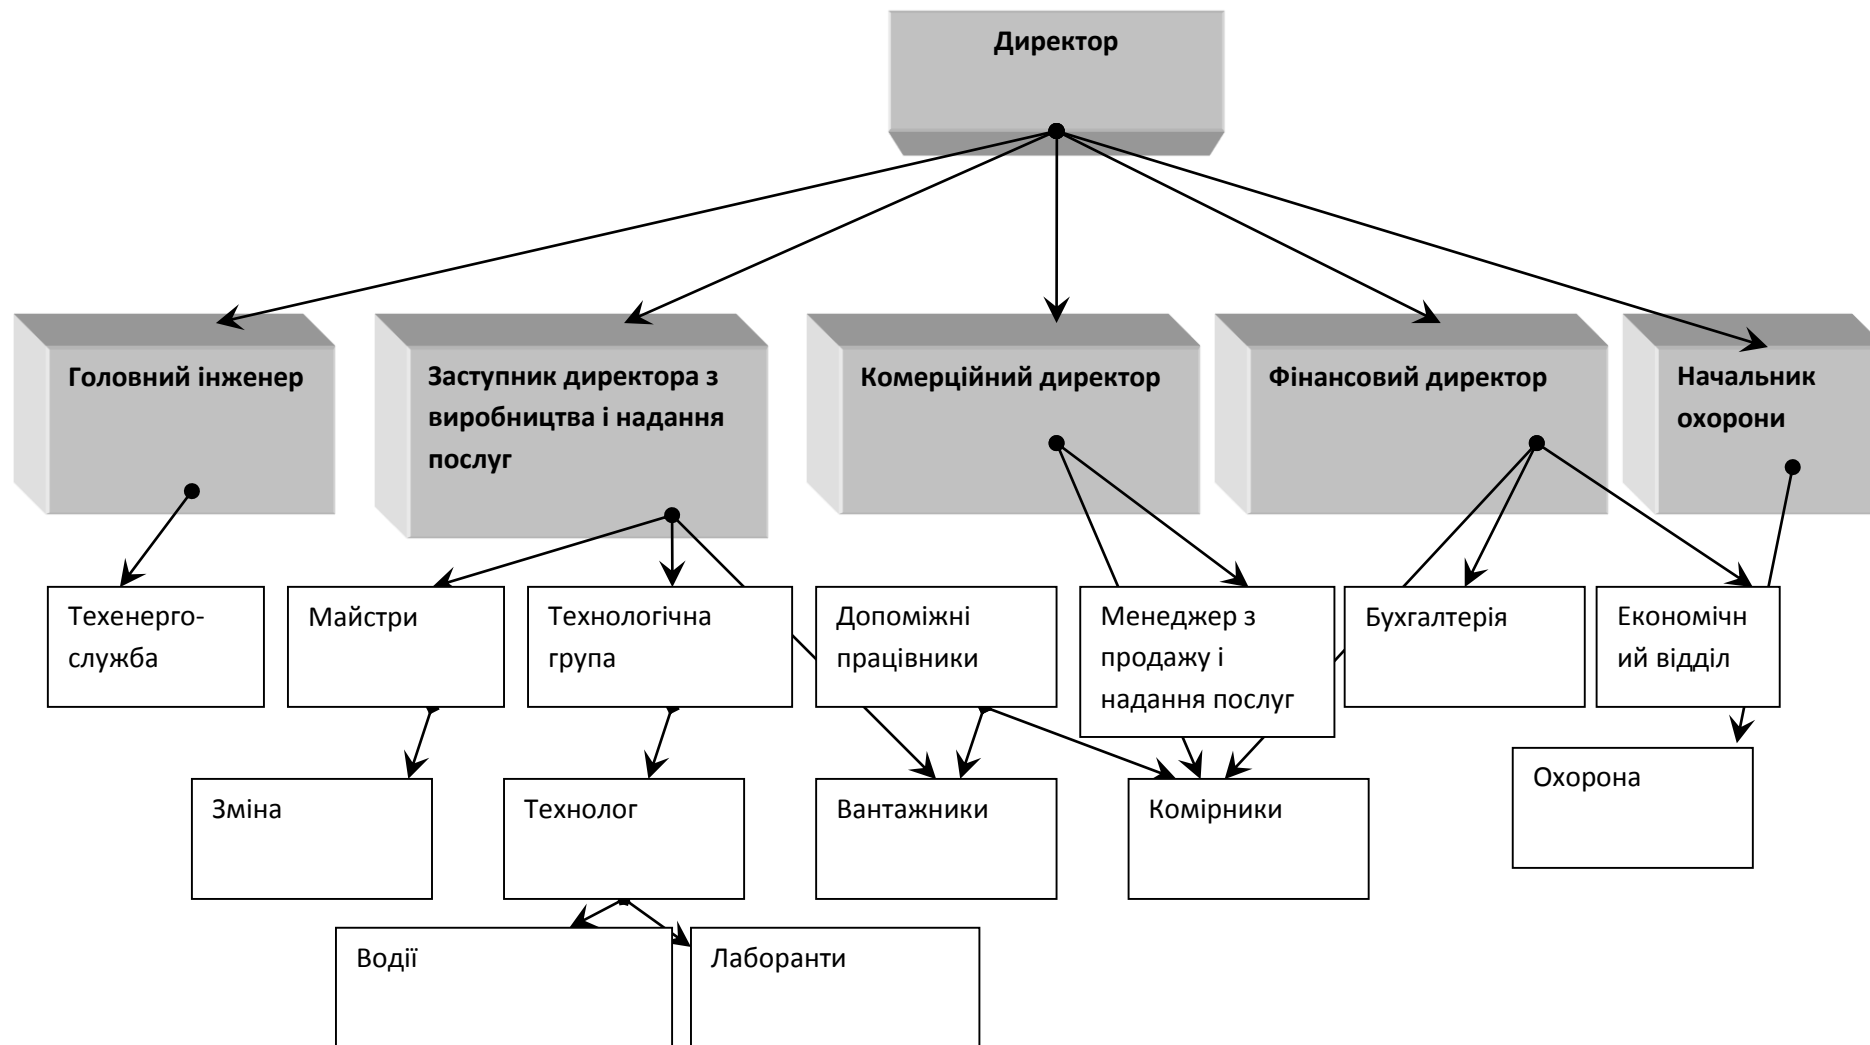 Директор
Головний інженер
Заступник директора з
виробництва і надання
послуг
Комерційний директор
Фінансовий директор
Начальник
охорони
Техенерго-
служба
Майстри
Технологічна
група
Допоміжні
працівники
Менеджер з
продажу і
надання послуг
Бухгалтерія
Економічн
ий відділ
Зміна
Технолог
Вантажники
Комірники
Охорона
Водії
Лаборанти